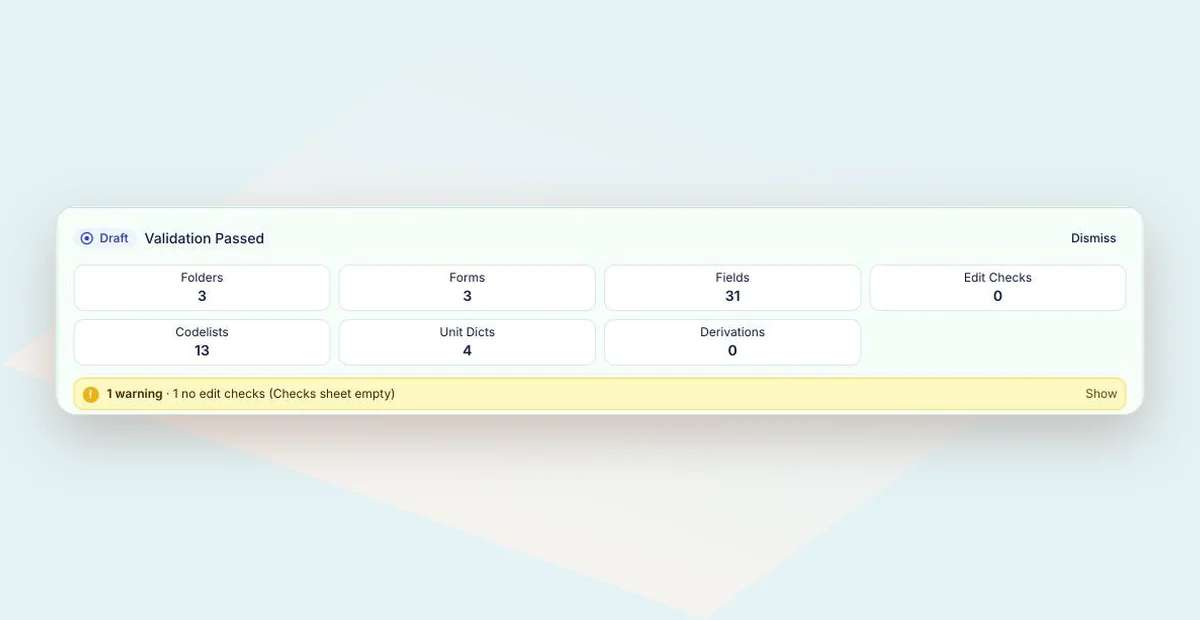 Draft Validation Passed Dismiss
Folders
3
Forms
3
Fields
31
Edit Checks
0
Codelists
13
Unit Dicts
4
Derivations
0
1 warning · 1 no edit checks (Checks sheet empty) Show